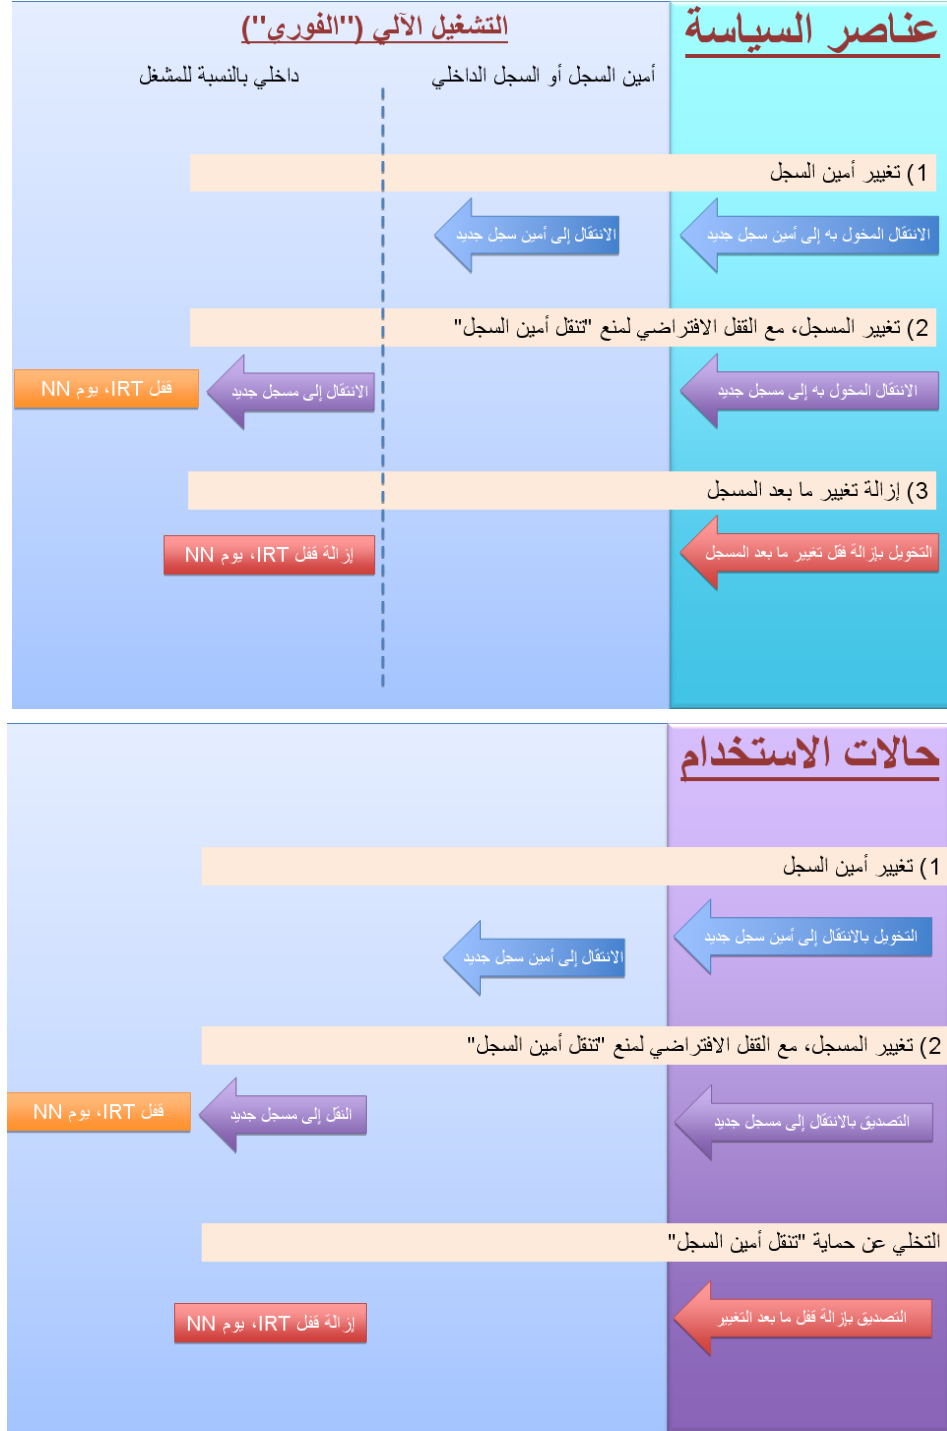 عناصر السياسة
التشغيل الآلي ("الفوري")
أمين السجل أو السجل الداخلي
داخلي بالنسبة للمشغل
1) تغيير أمين السجل
الانتقال المخول به إلى أمين سجل جديد
الانتقال إلى أمين سجل جديد
2) تغيير المسجل، مع القفل الافتراضي لمنع "تنقل أمين السجل"
الانتقال المخول به إلى مسجل جديد
الانتقال إلى مسجل جديد
قفل IRT، يوم NN
3) إزالة تغيير ما بعد المسجل
التخويل بإزالة قفل تغيير ما بعد المسجل
إزالة قفل IRT، يوم NN
حالات الاستخدام
1) تغيير أمين السجل
التخويل بالانتقال إلى أمين سجل جديد
الانتقال إلى أمين سجل جديد
2) تغيير المسجل، مع القفل الافتراضي لمنع "تنقل أمين السجل"
التصديق بالانتقال إلى مسجل جديد
النقل إلى مسجل جديد
قفل IRT، يوم NN
التخلي عن حماية "تنقل أمين السجل"
التصديق بإزالة قفل ما بعد التغيير
إزالة قفل IRT، يوم NN